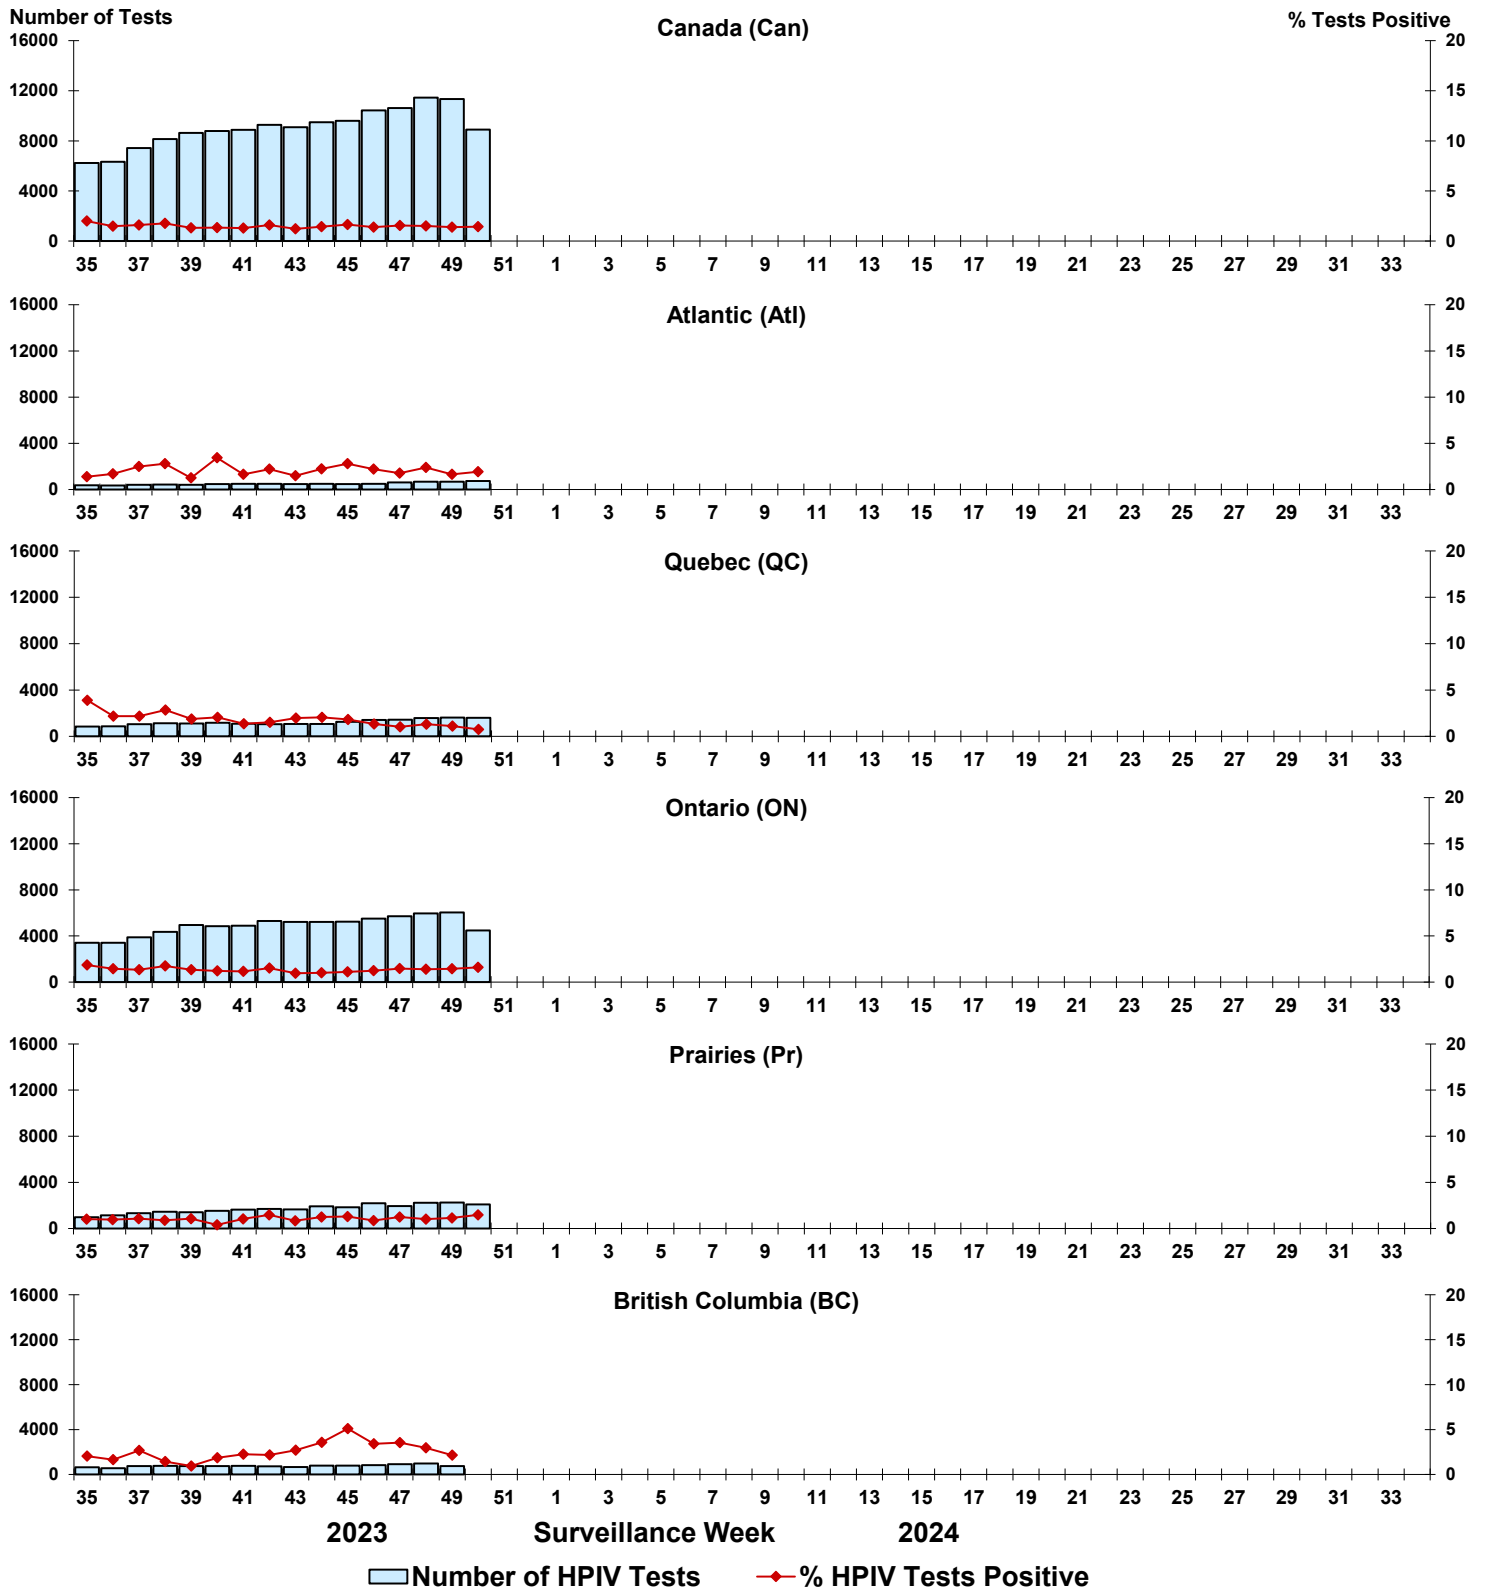 Number of Tests
Canada (Can)
% Tests Positive
16000 20
12000 15
8000 10
4000 5
0 0
35 37 39 41 43 45 47 49 51 1 3 5 7 9 11 13 15 17 19 21 23 25 27 29 31 33
Atlantic (Atl)
16000 20
12000 15
8000 10
4000 5
0 0
35 37 39 41 43 45 47 49 51 1 3 5 7 9 11 13 15 17 19 21 23 25 27 29 31 33
Quebec (QC)
16000 20
12000 15
8000 10
4000 5
0 0
35 37 39 41 43 45 47 49 51 1 3 5 7 9 11 13 15 17 19 21 23 25 27 29 31 33
Ontario (ON)
16000 20
12000 15
8000 10
4000 5
0 0
35 37 39 41 43 45 47 49 51 1 3 5 7 9 11 13 15 17 19 21 23 25 27 29 31 33
Prairies (Pr)
16000 20
12000 15
8000 10
4000 5
0 0
35 37 39 41 43 45 47 49 51 1 3 5 7 9 11 13 15 17 19 21 23 25 27 29 31 33
British Columbia (BC)
16000 20
12000 15
8000 10
4000 5
0 0
35 37 39 41 43 45 47 49 51 1 3 5 7 9 11 13 15 17 19 21 23 25 27 29 31 33
2023 Surveillance Week 2024
Number of HPIV Tests % HPIV Tests Positive